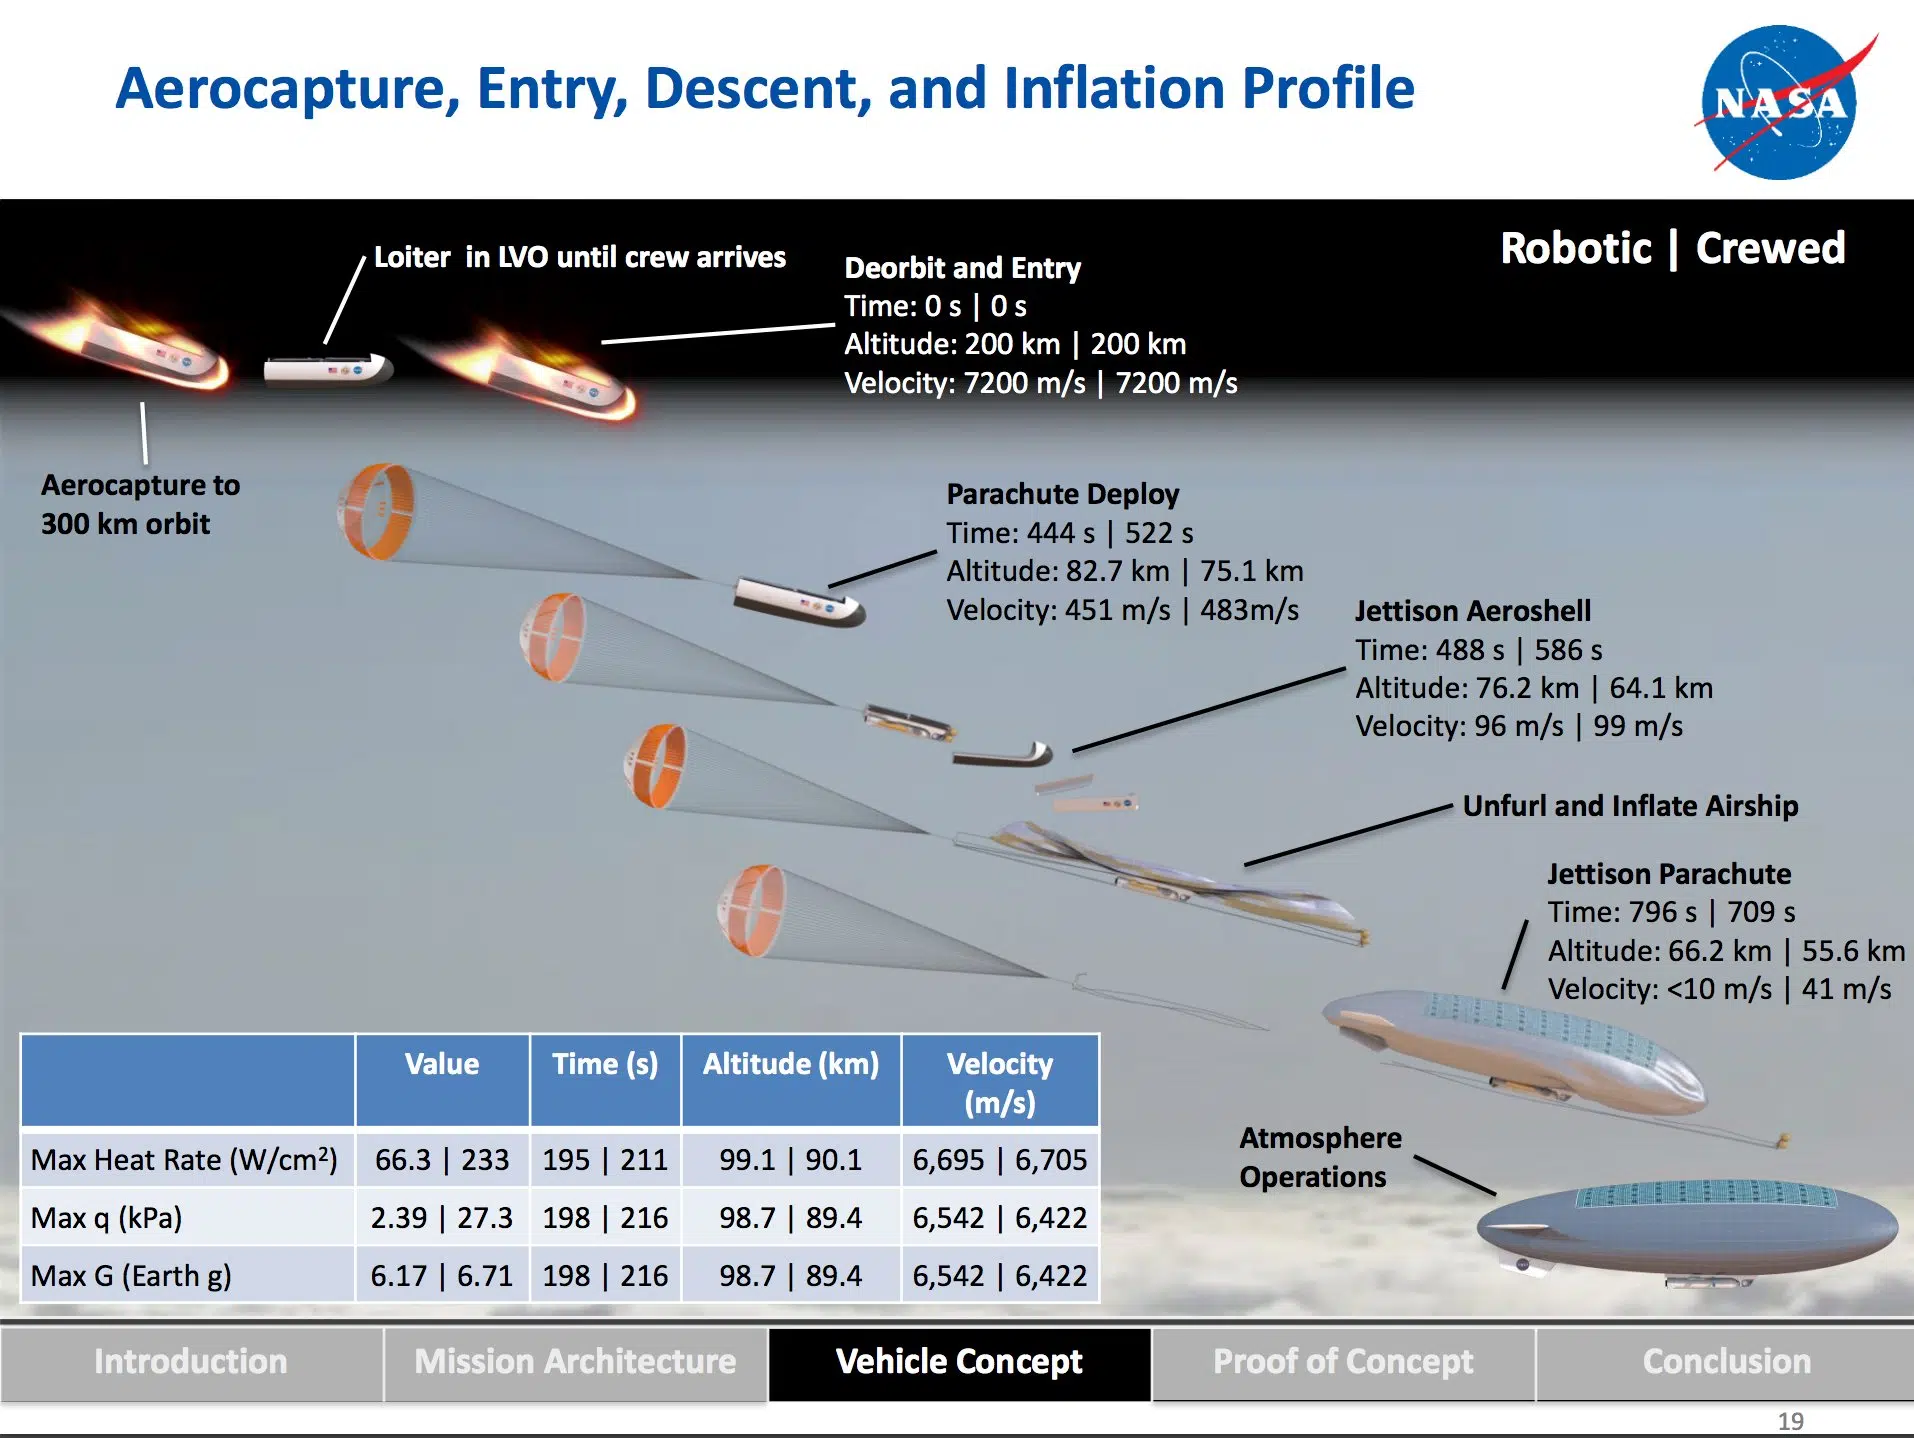 Aerocapture, Entry, Descent, and Inflation Profile
NASA
Robotic | Crewed
Loiter in LVO until crew arrives
Deorbit and Entry
Time: 0 s | 0 s
Altitude: 200 km | 200 km
Velocity: 7200 m/s | 7200 m/s
Aerocapture to
300 km orbit
Parachute Deploy
Time: 444 s | 522 s
Altitude: 82.7 km | 75.1 km
Velocity: 451 m/s | 483m/s
Jettison Aeroshell
Time: 488 s | 586 s
Altitude: 76.2 km | 64.1 km
Velocity: 96 m/s | 99 m/s
Unfurl and Inflate Airship
Jettison Parachute
Time: 796 s | 709 s
Altitude: 66.2 km | 55.6 km
Velocity: <10 m/s | 41 m/s
Atmosphere
Operations
Value Time (s) Altitude (km) Velocity
(m/s)
Max Heat Rate (W/cm²) 66.3 | 233 195 | 211 99.1 | 90.1 6,695 | 6,705
Max q (kPa) 2.39 | 27.3 198 | 216 98.7 | 89.4 6,542 | 6,422
Max G (Earth g) 6.17 | 6.71 198 | 216 98.7 | 89.4 6,542 | 6,422
Introduction Mission Architecture Vehicle Concept Proof of Concept Conclusion
19